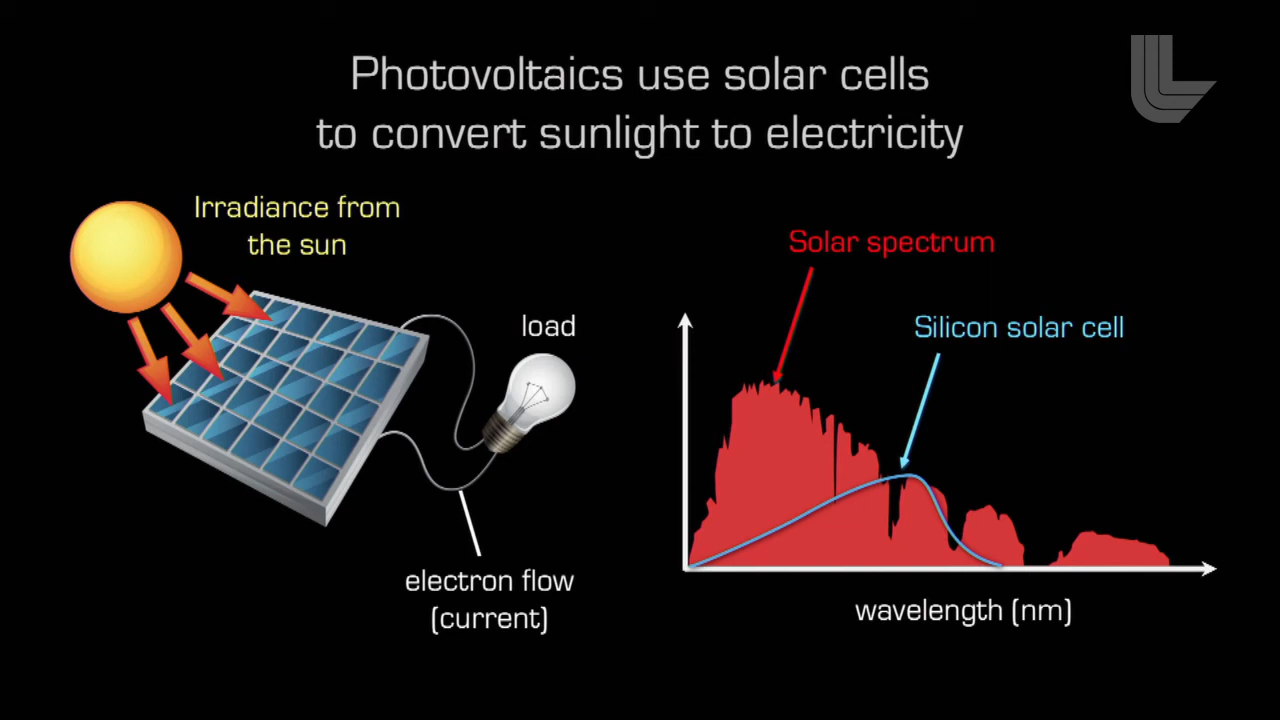 Photovoltaics use solar cells
to convert sunlight to electricity
Irradiance from
the sun
load
electron flow
(current)
Solar spectrum
Silicon solar cell
wavelength (nm)